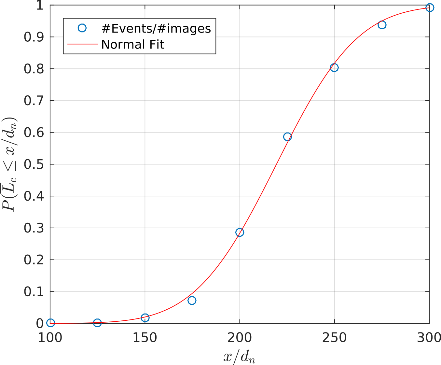 #Events/#images
Normal Fit
1
0.9
0.8
0.7
0.6
0.5
0.4
0.3
0.2
0.1
0
P(L̅_c ≤ x/d_n)
100 150 200 250 300
x/d_n